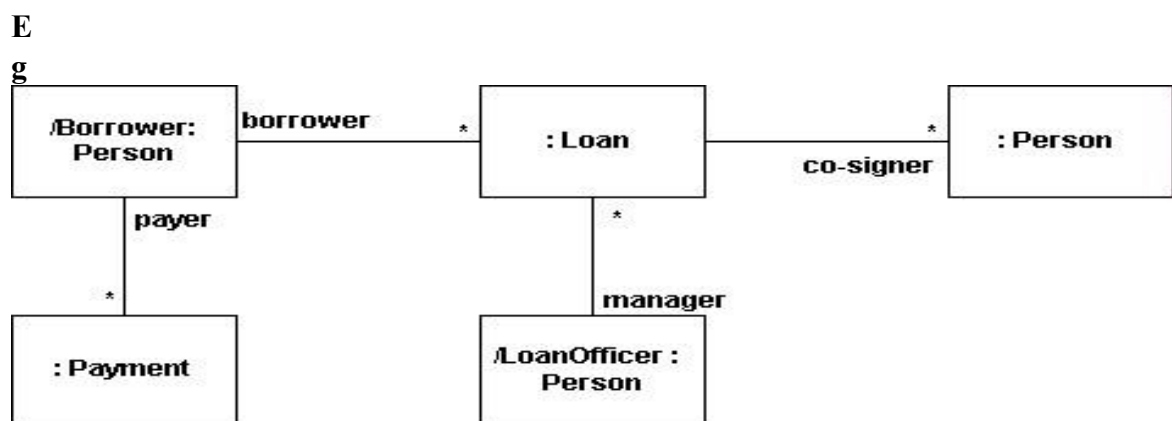 E
g
/Borrower:
Person
borrower
*
: Loan
*
co-signer
: Person
payer
*
*
manager
: Payment
/LoanOfficer :
Person